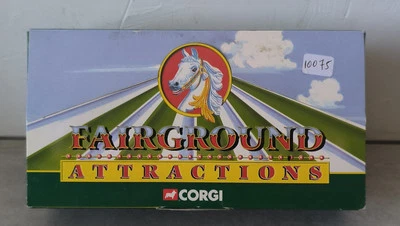 10075
FAIRGROUND
ATTRACTIONS
CORGI